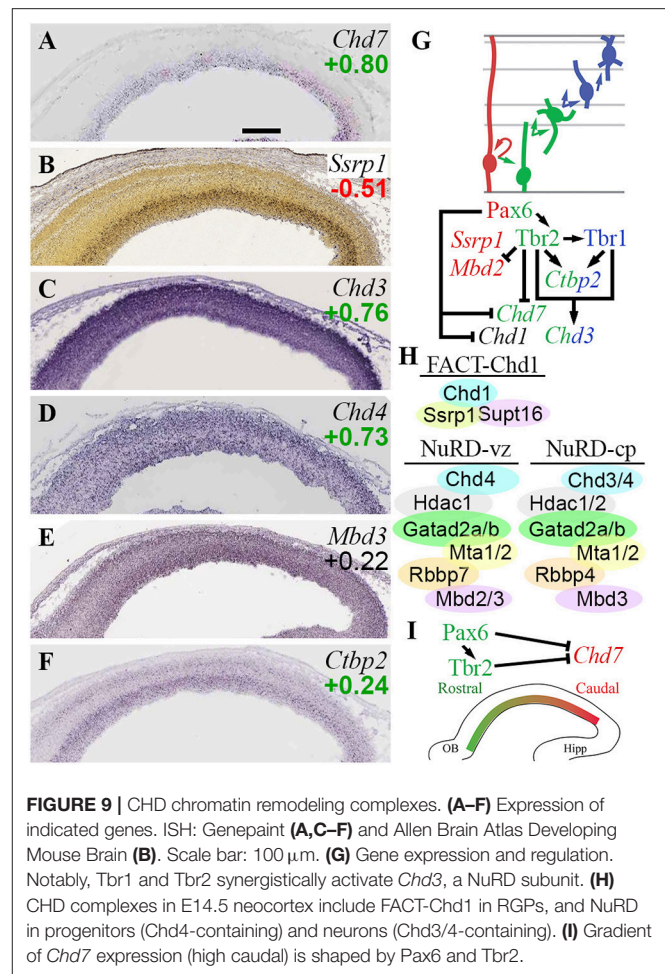 A
Chd7
+0.80
B
Ssrp1
-0.51
C
Chd3
+0.76
D
Chd4
+0.73
E
Mbd3
+0.22
F
Ctbp2
+0.24
G
Pax6
Ssrp1 Tbr2 Tbr1
Mbd2 Ctbp2
Chd7
Chd1 Chd3
H
FACT-Chd1
Chd1
Ssrp1 Supt16
NuRD-vz NuRD-cp
Chd4 Chd3/4
Hdac1 Hdac1/2
Gatad2a/b Gatad2a/b
Mta1/2 Mta1/2
Rbbp7 Rbbp4
Mbd2/3 Mbd3
I
Pax6
Chd7
Tbr2
Rostral Caudal
OB Hipp
FIGURE 9 | CHD chromatin remodeling complexes. (A–F) Expression of
indicated genes. ISH: Genepaint (A,C–F) and Allen Brain Atlas Developing
Mouse Brain (B). Scale bar: 100 μm. (G) Gene expression and regulation.
Notably, Tbr1 and Tbr2 synergistically activate Chd3, a NuRD subunit. (H)
CHD complexes in E14.5 neocortex include FACT-Chd1 in RGPs, and NuRD
in progenitors (Chd4-containing) and neurons (Chd3/4-containing). (I) Gradient
of Chd7 expression (high caudal) is shaped by Pax6 and Tbr2.